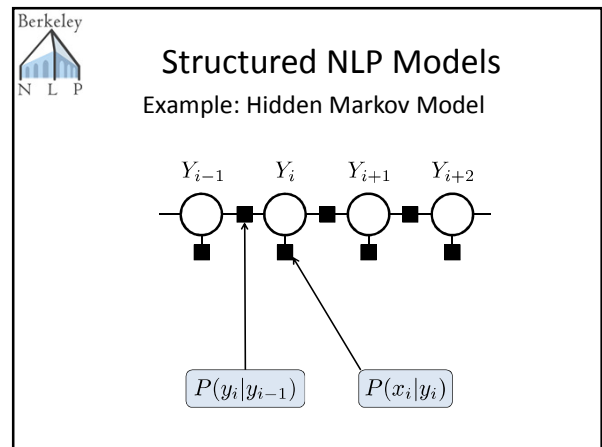 Berkeley
N L P
Structured NLP Models
Example: Hidden Markov Model
Y_{i−1} Y_i Y_{i+1} Y_{i+2}
P(y_i|y_{i−1}) P(x_i|y_i)